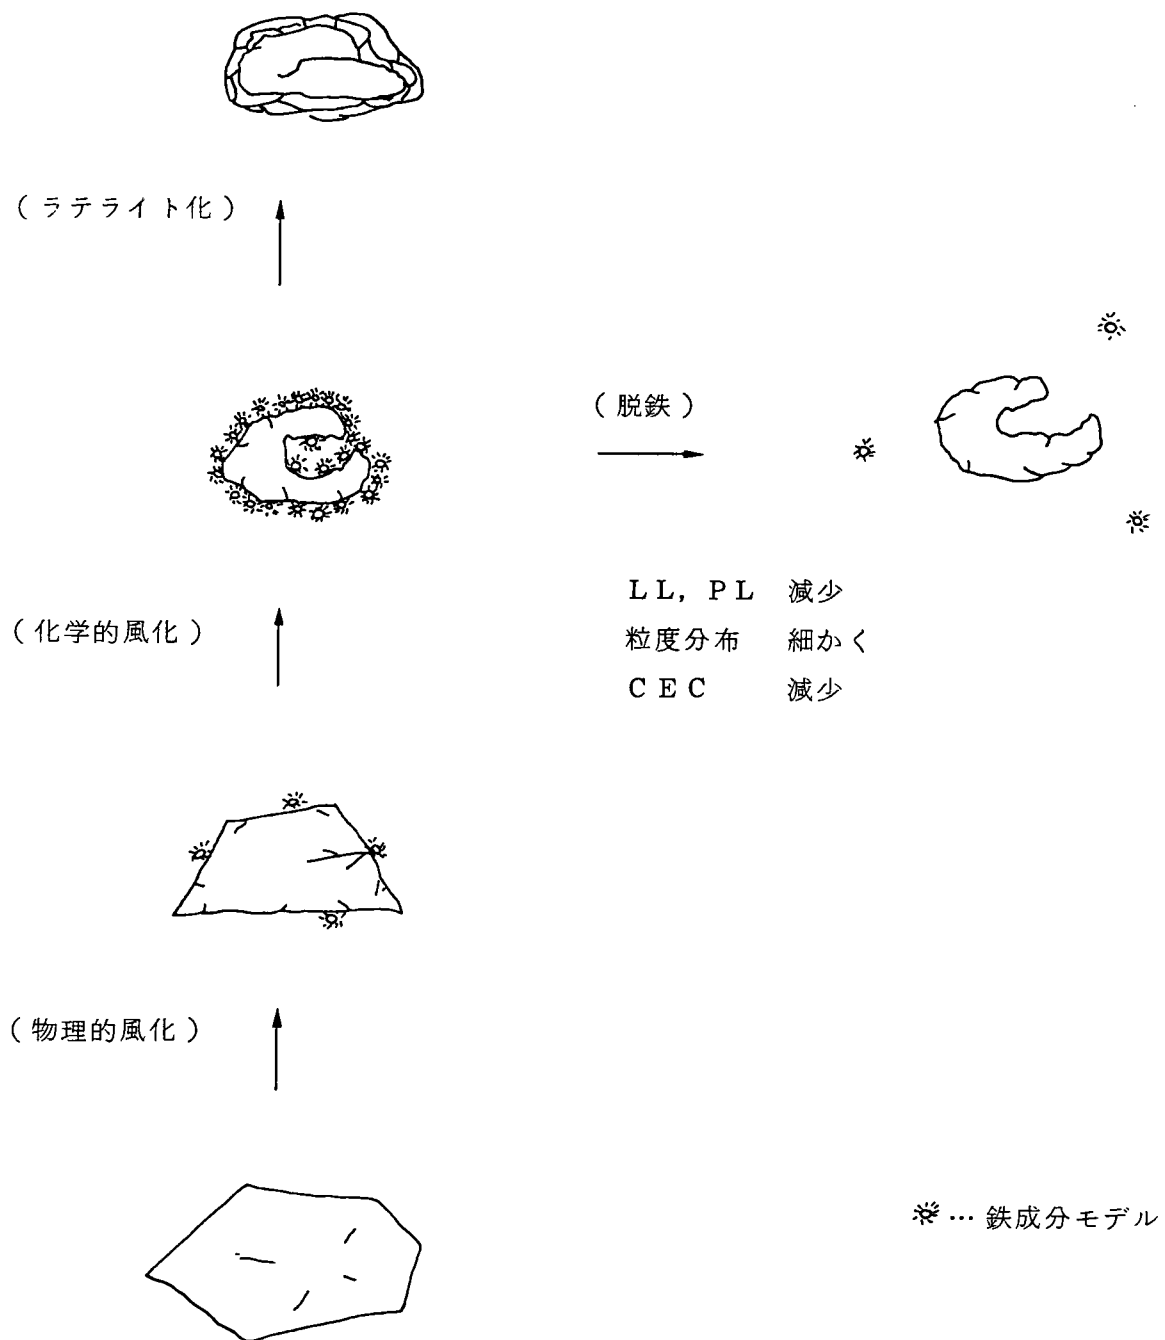 (ラテライト化)
(脱鉄)
LL, PL 減少
粒度分布 細かく
CEC 減少
(化学的風化)
(物理的風化)
… 鉄成分モデル